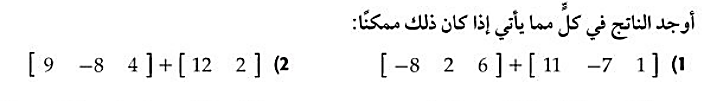 أوجد الناتج في كلٍّ مما يأتي إذا كان ذلك ممكنًا:
(1 [ −8 2 6 ] + [ 11 −7 1 ] (2 [ 9 −8 4 ] + [ 12 2 ]